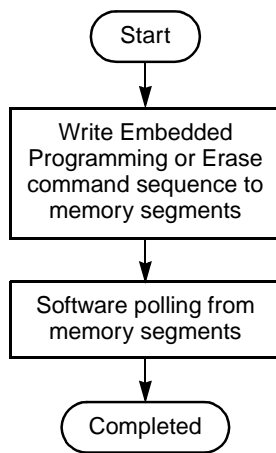 Start
Write Embedded
Programming or Erase
command sequence to
memory segments
Software polling from
memory segments
Completed